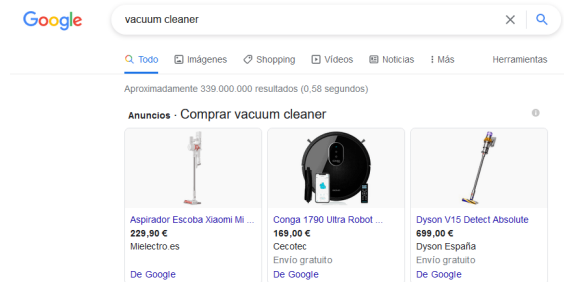 Google
vacuum cleaner
Todo Imágenes Shopping Vídeos Noticias Más Herramientas
Aproximadamente 339.000.000 resultados (0,58 segundos)
Anuncios · Comprar vacuum cleaner
Aspirador Escoba Xiaomi Mi ...
229,90 €
Mielectro.es
De Google
Conga 1790 Ultra Robot ...
169,00 €
Cecotec
Envío gratuito
De Google
Dyson V15 Detect Absolute
699,00 €
Dyson España
Envío gratuito
De Google